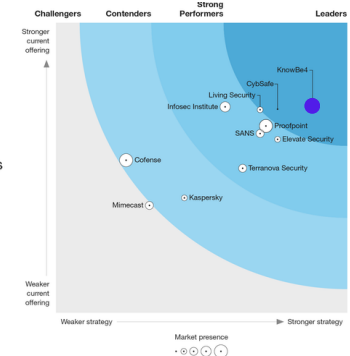 Challengers
Contenders
Strong
Performers
Leaders
Stronger
current
offering
KnowBe4
CybSafe
Living Security
Infosec Institute
Proofpoint
SANS
Elevate Security
Cofense
Terranova Security
Kaspersky
Mimecast
Weaker
current
offering
Weaker strategy
Stronger strategy
Market presence